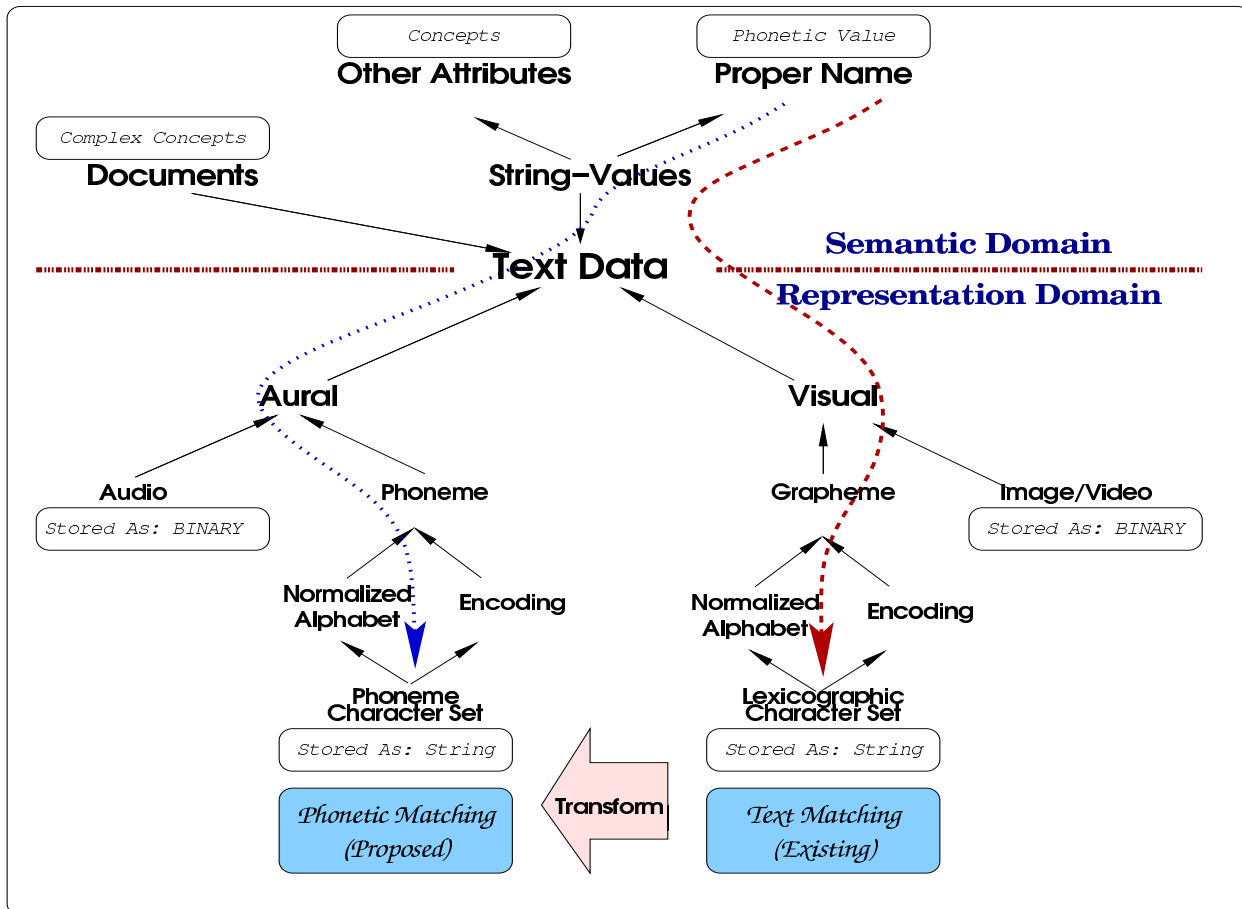 Concepts
Other Attributes
Phonetic Value
Proper Name
Complex Concepts
Documents
String-Values
Text Data
Semantic Domain
Representation Domain
Aural
Visual
Audio
Stored As: BINARY
Phoneme
Grapheme
Image/Video
Stored As: BINARY
Normalized
Alphabet
Encoding
Normalized
Alphabet
Encoding
Phoneme
Character Set
Stored As: String
Lexicographic
Character Set
Stored As: String
Phonetic Matching
(Proposed)
Transform
Text Matching
(Existing)